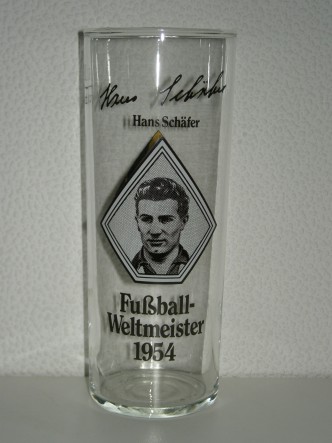 Hans Schäfer
Hans Schäfer
Fußball-
Weltmeister
1954